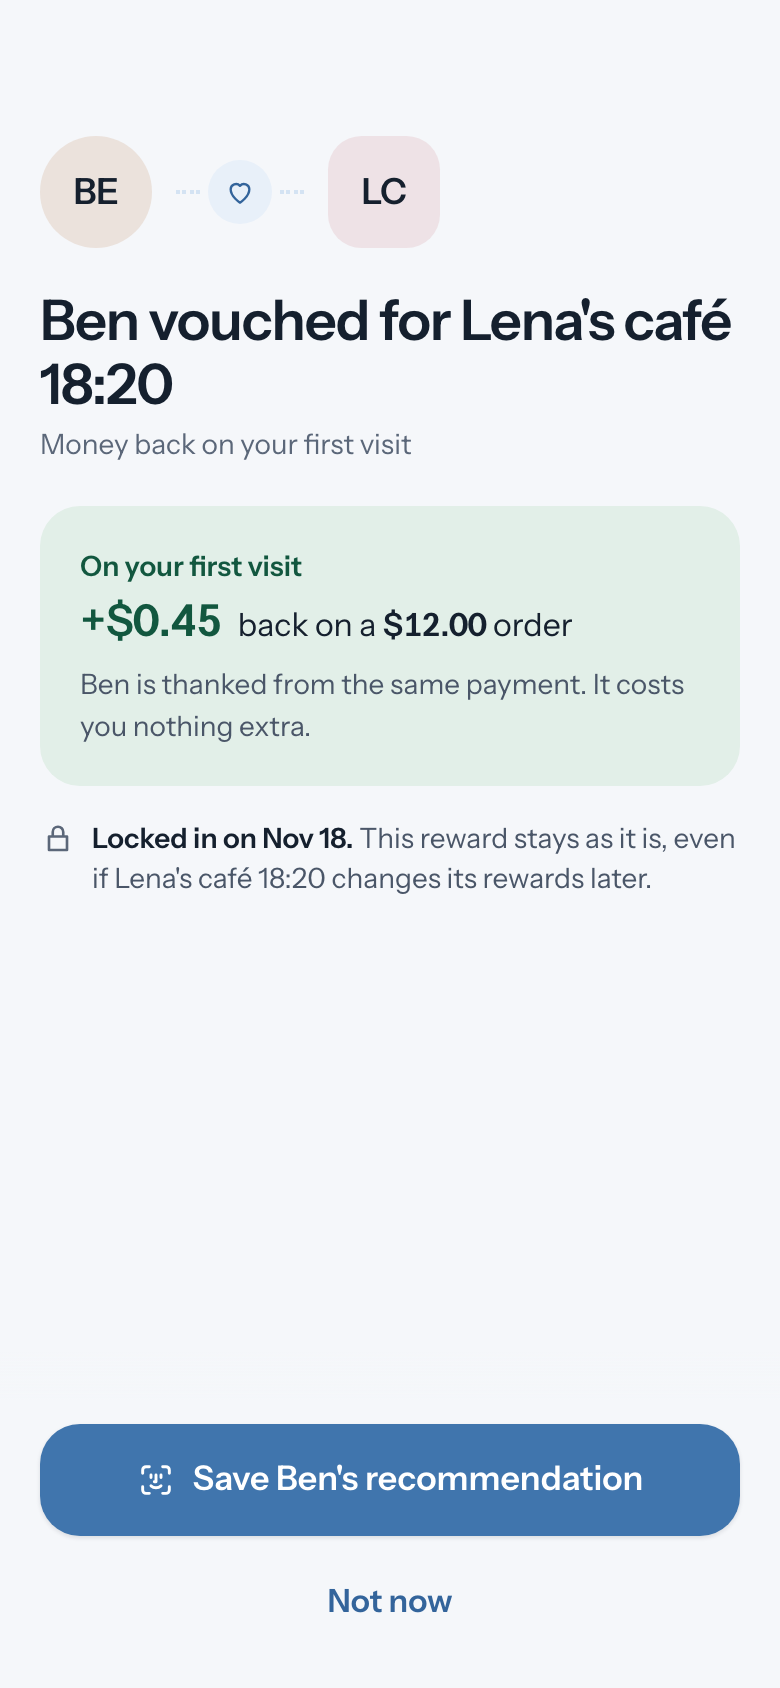 BE
LC
Ben vouched for Lena's café
18:20
Money back on your first visit
On your first visit
+$0.45 back on a $12.00 order
Ben is thanked from the same payment. It costs
you nothing extra.
Locked in on Nov 18. This reward stays as it is, even
if Lena's café 18:20 changes its rewards later.
Save Ben's recommendation
Not now